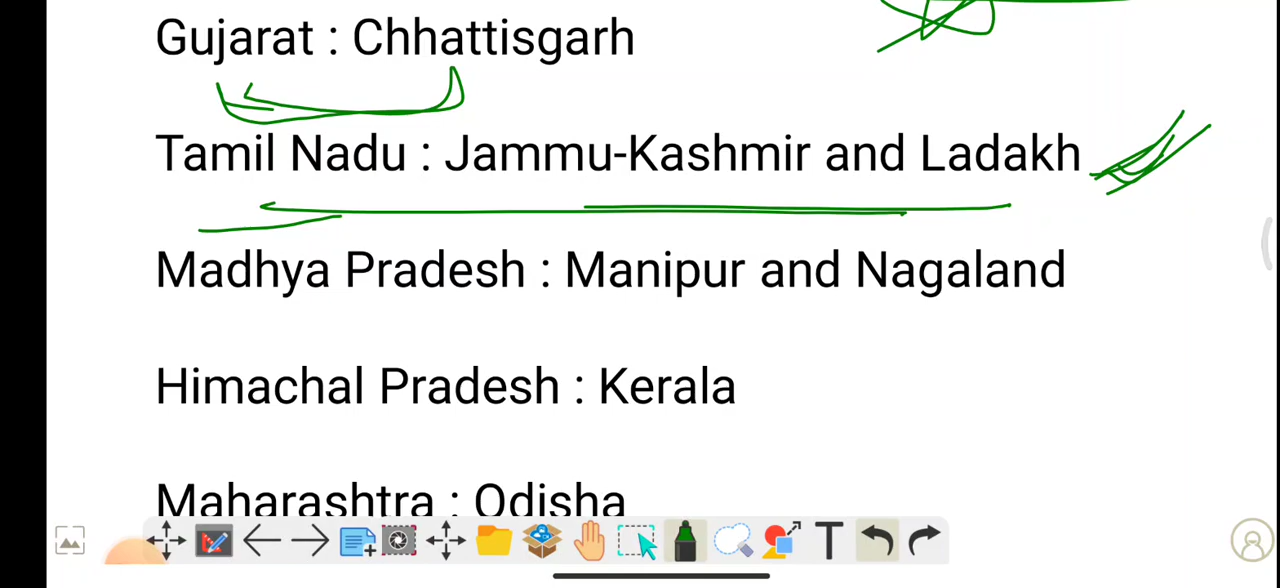 Gujarat : Chhattisgarh
Tamil Nadu : Jammu-Kashmir and Ladakh
Madhya Pradesh : Manipur and Nagaland
Himachal Pradesh : Kerala
Maharashtra : Odisha
T